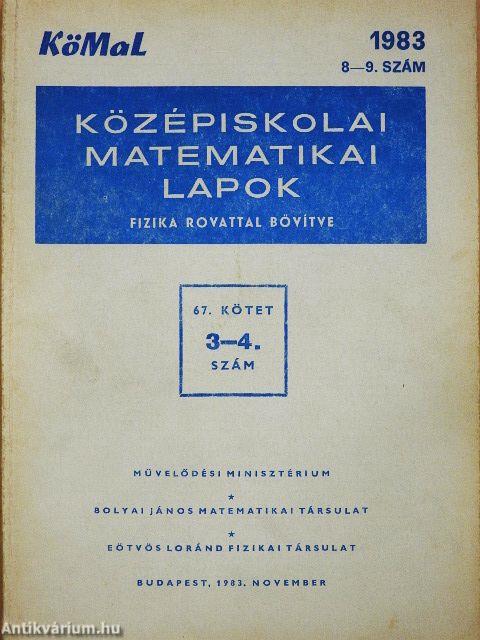 KöMaL
1983
8—9. SZÁM
KÖZÉPISKOLAI
MATEMATIKAI
LAPOK
FIZIKA ROVATTAL BŐVÍTVE
67. KÖTET
3—4.
SZÁM
MŰVELŐDÉSI MINISZTÉRIUM
★
BOLYAI JÁNOS MATEMATIKAI TÁRSULAT
★
EÖTVÖS LORÁND FIZIKAI TÁRSULAT
BUDAPEST, 1983. NOVEMBER
Antikvárium.hu